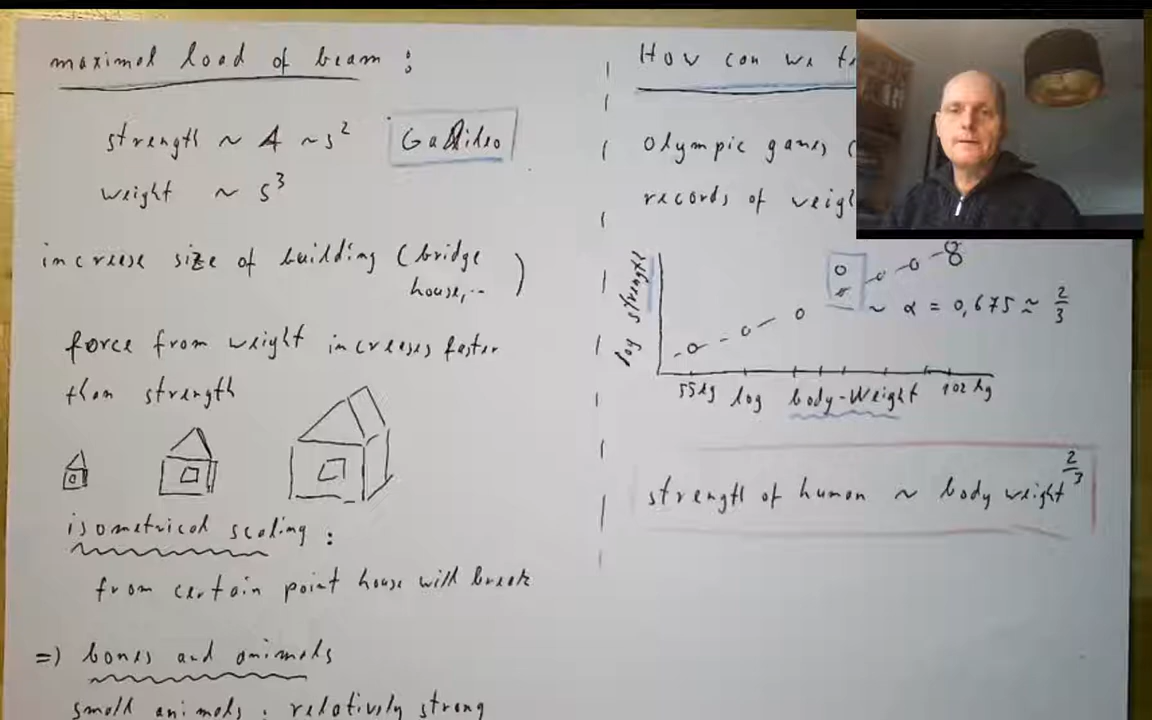 maximal load of beam :
strength ~ A ~ s²
Galileo
weight ~ s³
increese size of building (bridge
house,..)
force from weight increases faster
than strength
isometrical scaling :
from certain point house will break
=) bones and animals
small animals : relatively strong
How can we
olympic games (
records of
log strength
~ α = 0,675 ≈ 2/3
55kg log body-weight 102 kg
strength of human ~ body weight^2/3